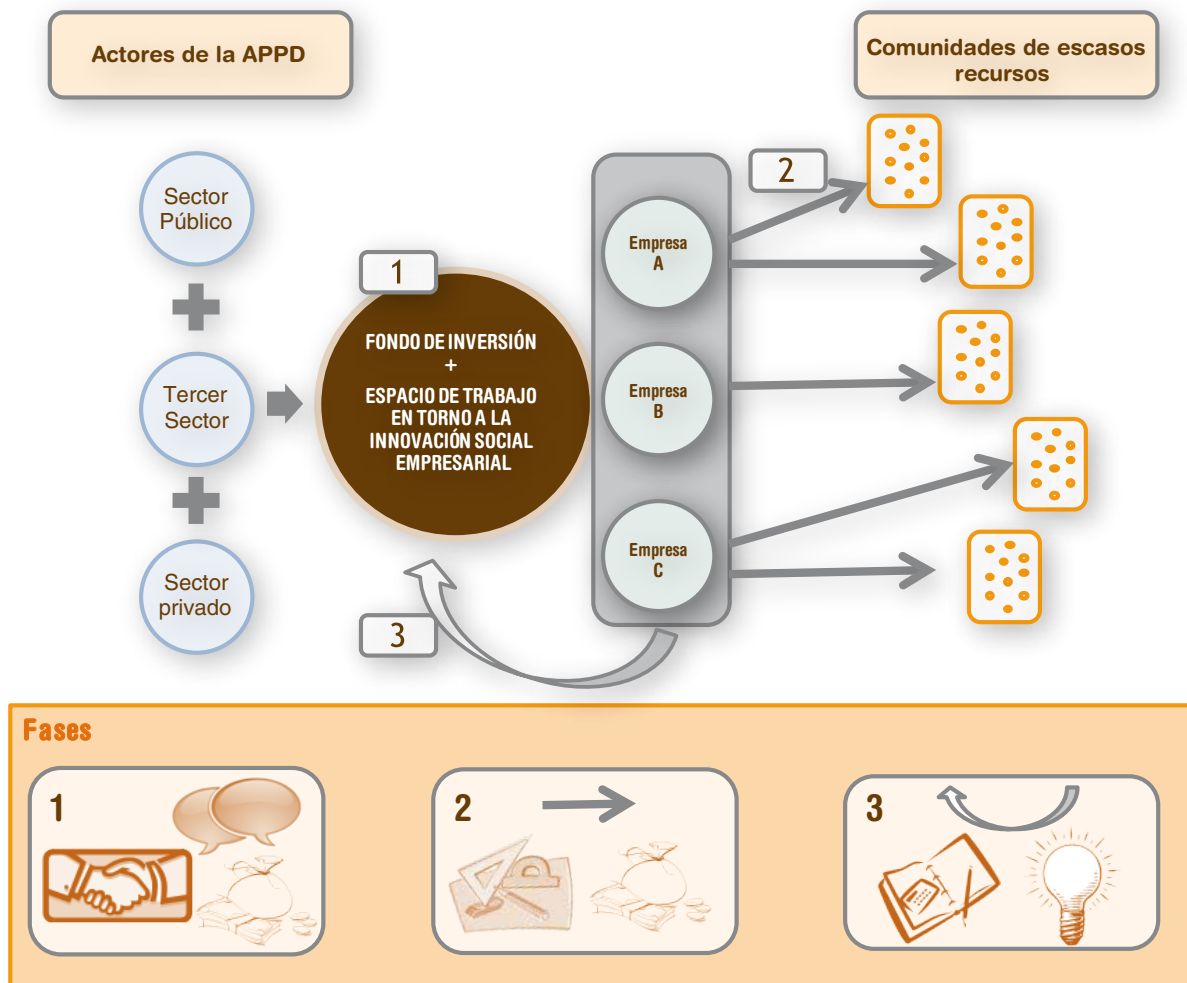 Actores de la APPD
Comunidades de escasos
recursos
Sector
Público
Tercer
Sector
Sector
privado
1
FONDO DE INVERSIÓN
+
ESPACIO DE TRABAJO
EN TORNO A LA
INNOVACIÓN SOCIAL
EMPRESARIAL
Empresa
A
Empresa
B
Empresa
C
2
3
Fases
1
2
3